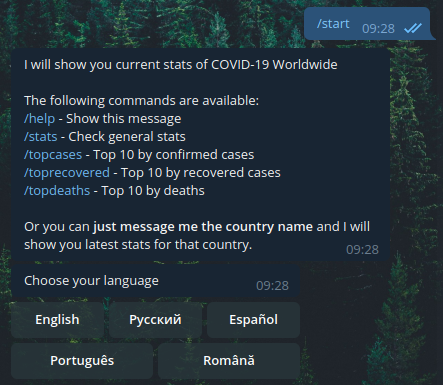 /start 09:28
I will show you current stats of COVID-19 Worldwide
The following commands are available:
/help - Show this message
/stats - Check general stats
/topcases - Top 10 by confirmed cases
/toprecovered - Top 10 by recovered cases
/topdeaths - Top 10 by deaths
Or you can just message me the country name and I will
show you latest stats for that country.
09:28
Choose your language 09:28
English Русский Español
Português Română